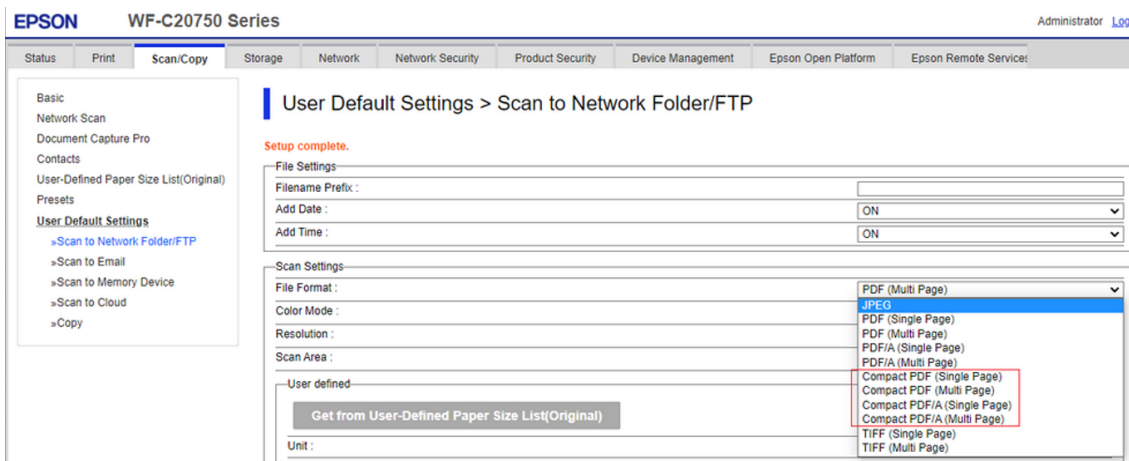 EPSON WF-C20750 Series
Administrator
Status Print Scan/Copy Storage Network Network Security Product Security Device Management Epson Open Platform Epson Remote Services
Basic
Network Scan
Document Capture Pro
Contacts
User-Defined Paper Size List(Original)
Presets
User Default Settings
»Scan to Network Folder/FTP
»Scan to Email
»Scan to Memory Device
»Scan to Cloud
»Copy
User Default Settings > Scan to Network Folder/FTP
Setup complete.
File Settings
Filename Prefix :
Add Date : ON
Add Time : ON
Scan Settings
File Format : PDF (Multi Page)
Color Mode :
Resolution :
Scan Area :
User defined
Get from User-Defined Paper Size List(Original)
Unit :
JPEG
PDF (Single Page)
PDF (Multi Page)
PDF/A (Single Page)
PDF/A (Multi Page)
Compact PDF (Single Page)
Compact PDF (Multi Page)
Compact PDF/A (Single Page)
Compact PDF/A (Multi Page)
TIFF (Single Page)
TIFF (Multi Page)